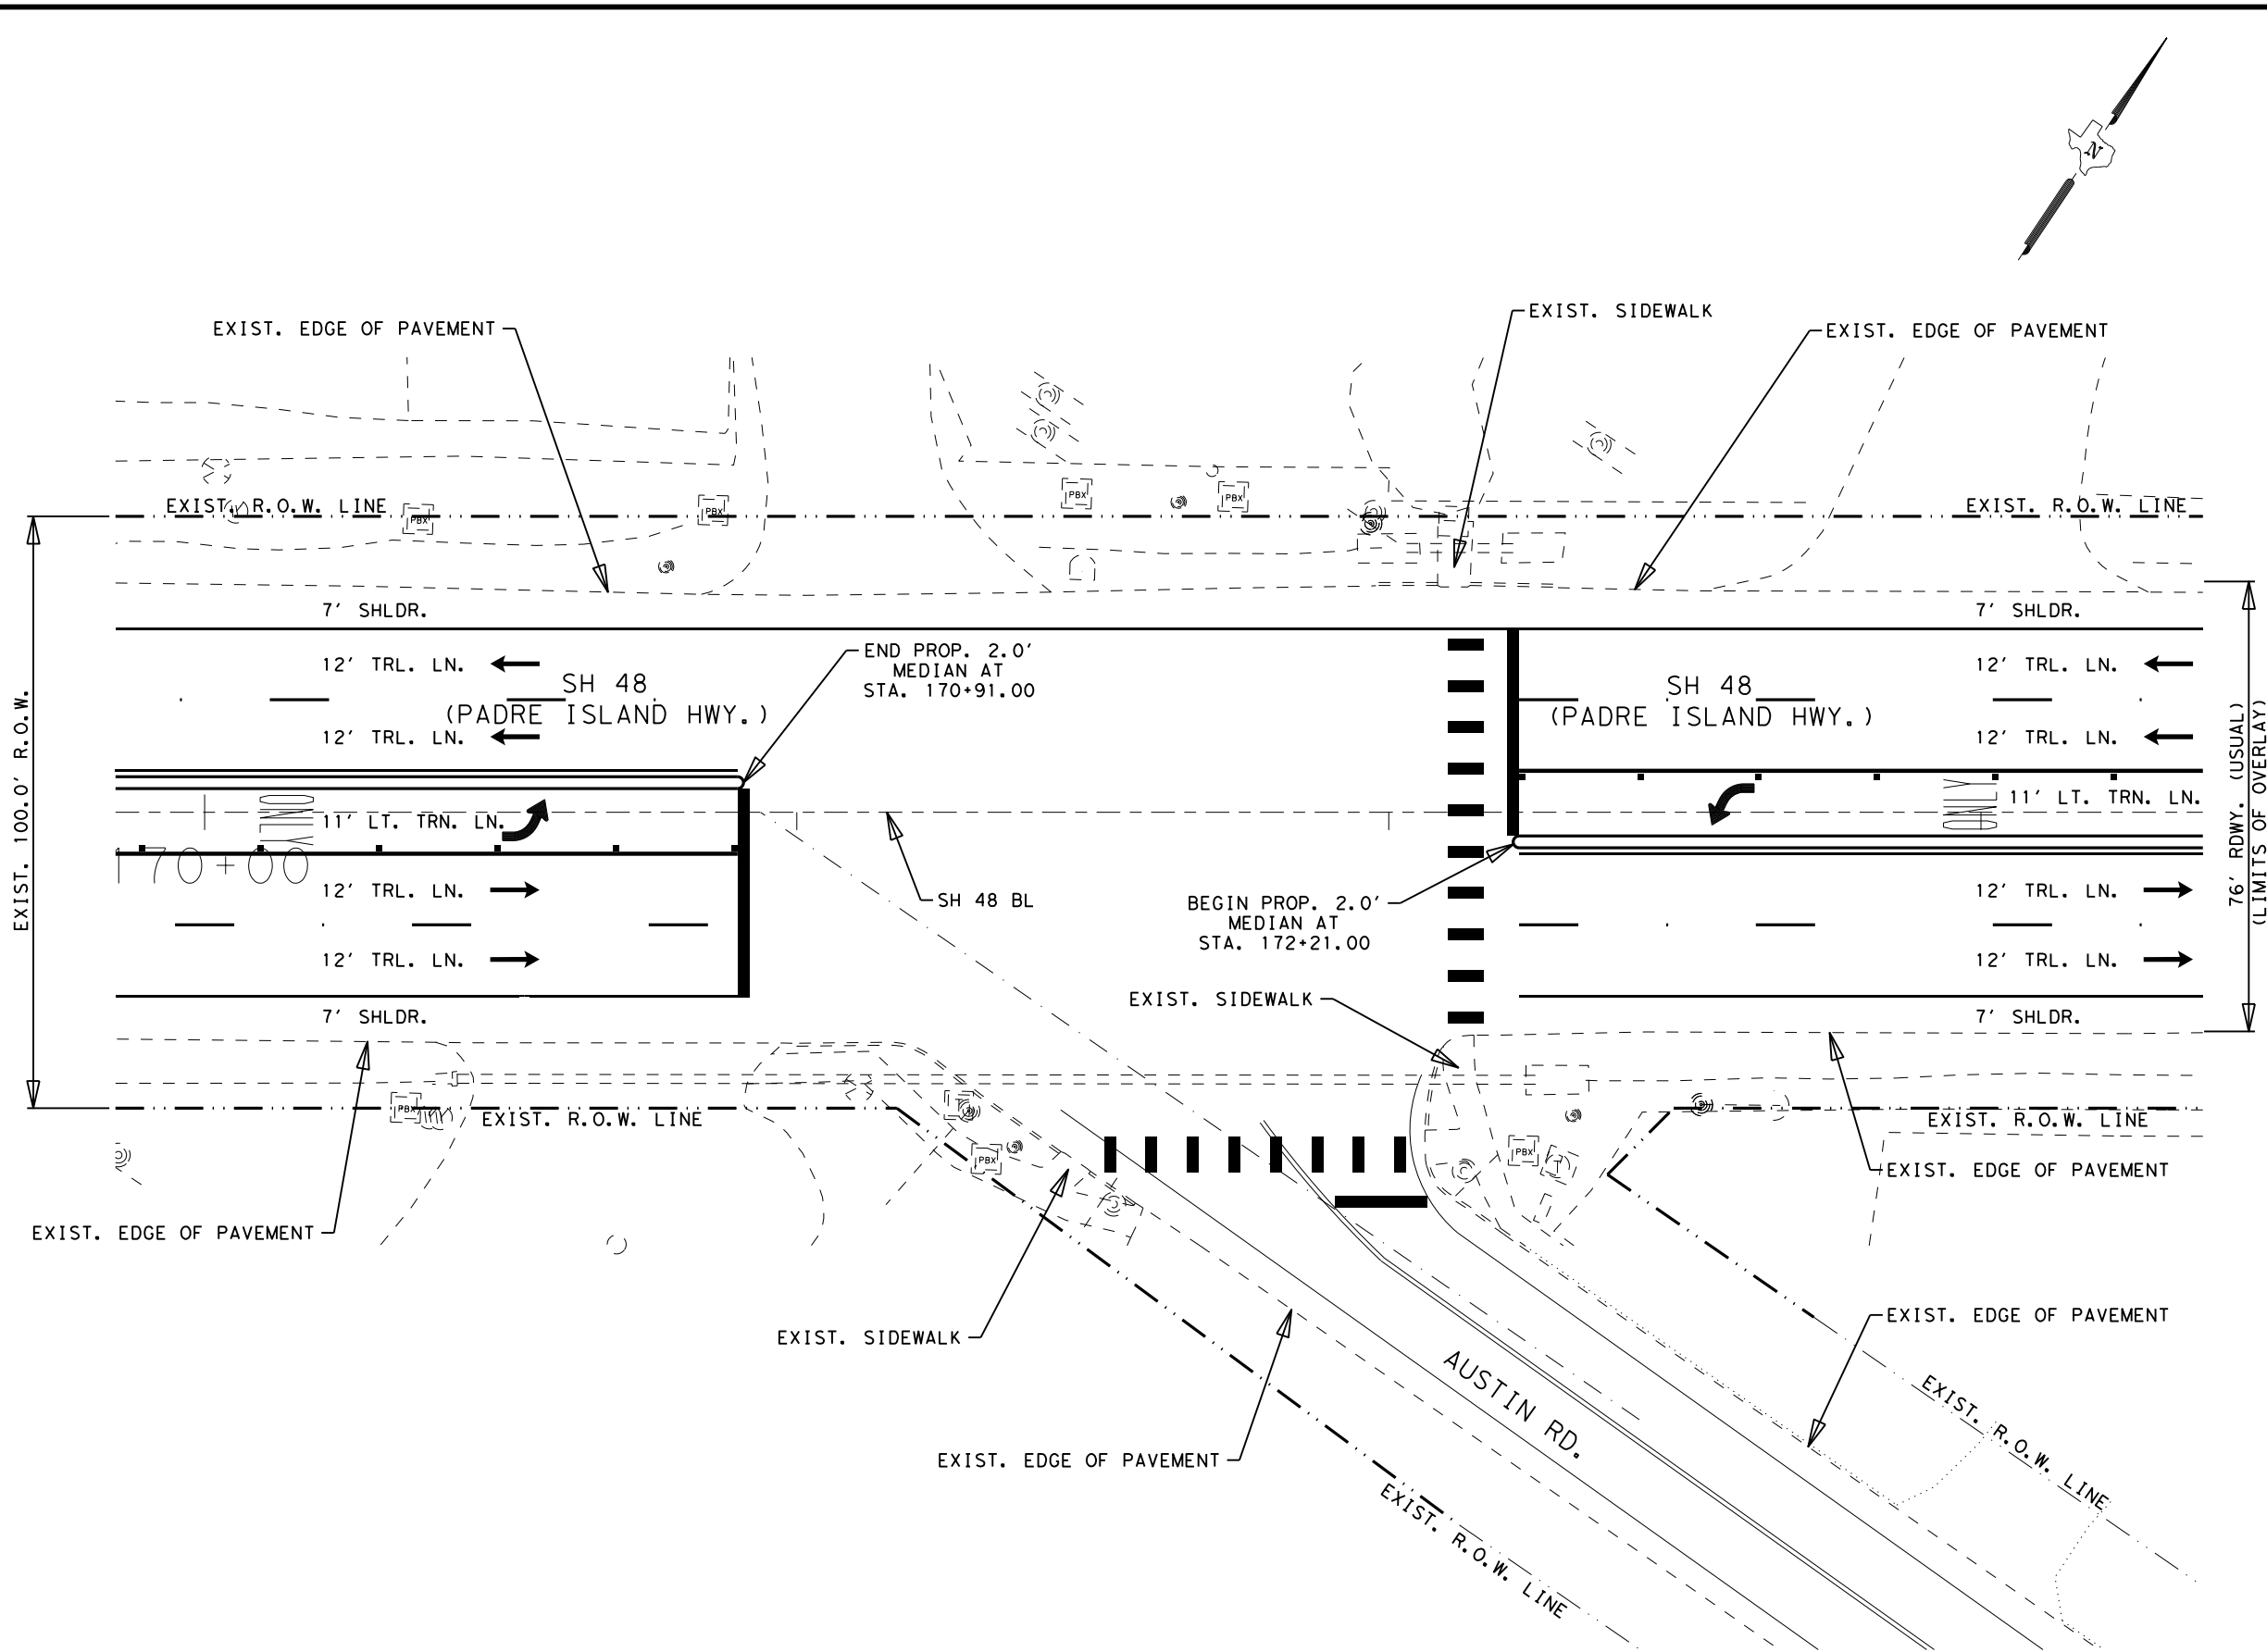 N
EXIST. SIDEWALK
EXIST. EDGE OF PAVEMENT
EXIST. EDGE OF PAVEMENT
EXIST. R.O.W. LINE
PBX
PBX
PBX
PBX
EXIST. R.O.W. LINE
7' SHLDR.
7' SHLDR.
12' TRL. LN.
SH 48
(PADRE ISLAND HWY.)
12' TRL. LN.
END PROP. 2.0'
MEDIAN AT
STA. 170+91.00
SH 48
(PADRE ISLAND HWY.)
12' TRL. LN.
12' TRL. LN.
EXIST. 100.0' R.O.W.
76' RDWY. (USUAL)
(LIMITS OF OVERLAY)
ONLY
11' LT. TRN. LN.
ONLY
11' LT. TRN. LN.
170+00
12' TRL. LN.
12' TRL. LN.
SH 48 BL
BEGIN PROP. 2.0'
MEDIAN AT
STA. 172+21.00
12' TRL. LN.
12' TRL. LN.
EXIST. SIDEWALK
7' SHLDR.
7' SHLDR.
PBX
EXIST. R.O.W. LINE
EXIST. R.O.W. LINE
PBX
PBX
EXIST. EDGE OF PAVEMENT
EXIST. EDGE OF PAVEMENT
EXIST. SIDEWALK
EXIST. EDGE OF PAVEMENT
AUSTIN RD.
EXIST. R.O.W. LINE
EXIST. EDGE OF PAVEMENT
EXIST. R.O.W. LINE